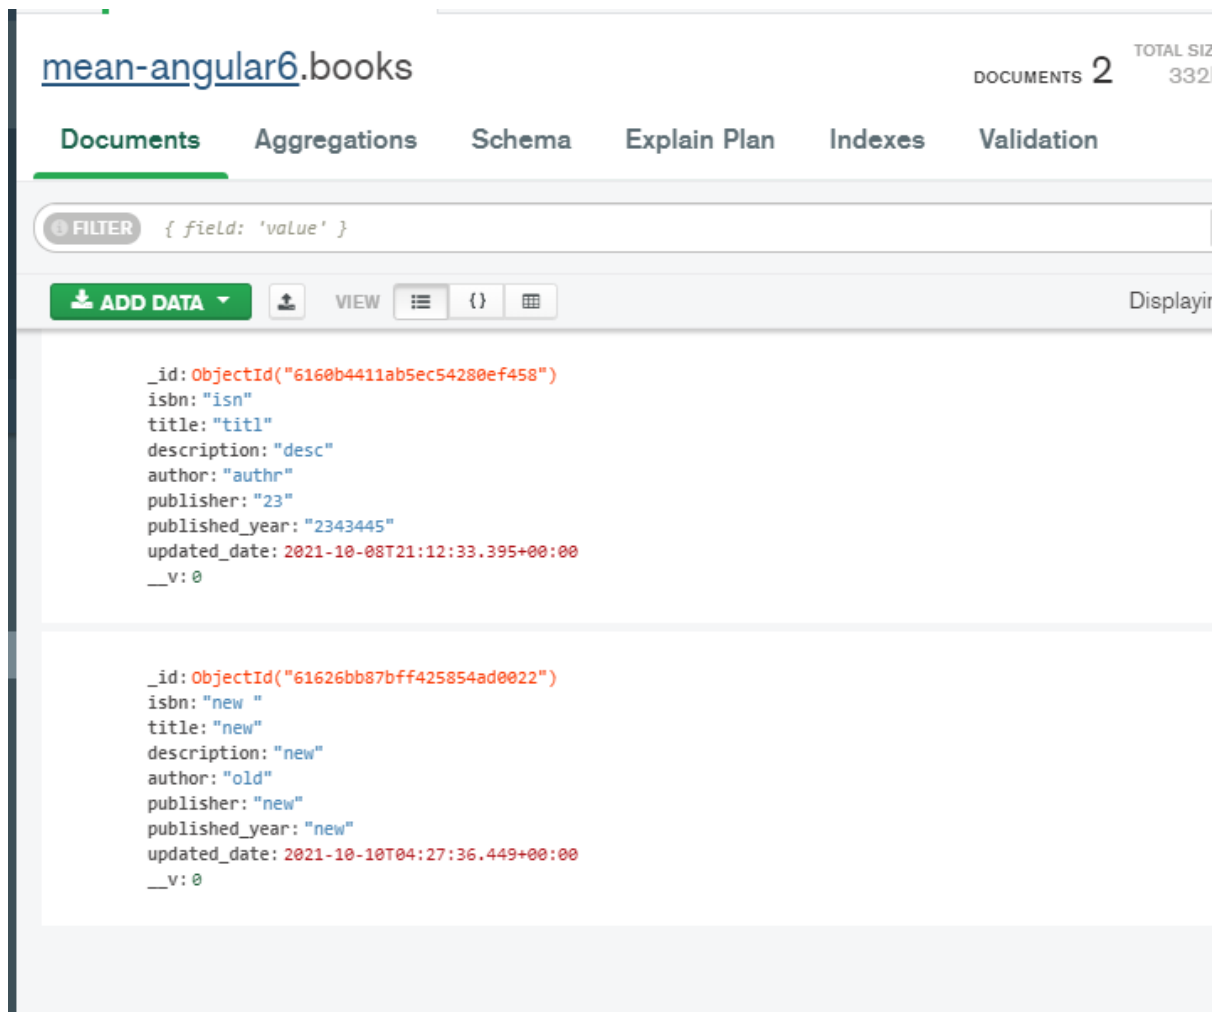 mean-angular6.books
DOCUMENTS 2
TOTAL SIZ
332
Documents Aggregations Schema Explain Plan Indexes Validation
FILTER { field: 'value' }
ADD DATA VIEW {} Displayin
_id: ObjectId("6160b4411ab5ec54280ef458")
isbn: "isn"
title: "titl"
description: "desc"
author: "authr"
publisher: "23"
published_year: "2343445"
updated_date: 2021-10-08T21:12:33.395+00:00
__v: 0
_id: ObjectId("61626bb87bff425854ad0022")
isbn: "new "
title: "new"
description: "new"
author: "old"
publisher: "new"
published_year: "new"
updated_date: 2021-10-10T04:27:36.449+00:00
__v: 0